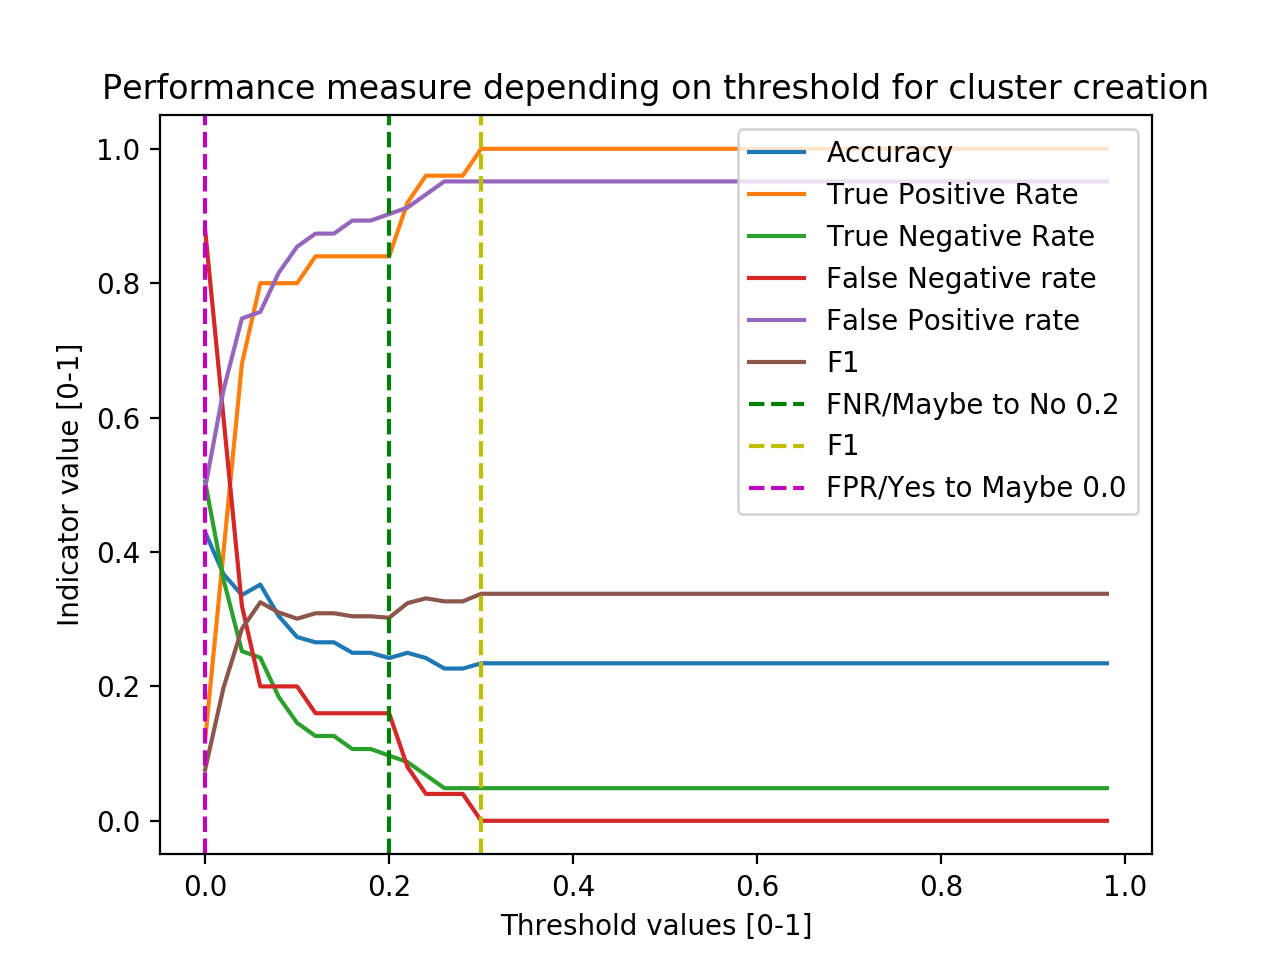 Performance measure depending on threshold for cluster creation
1.0
0.8
0.6
0.4
0.2
0.0
Indicator value [0-1]
Accuracy
True Positive Rate
True Negative Rate
False Negative rate
False Positive rate
F1
FNR/Maybe to No 0.2
F1
FPR/Yes to Maybe 0.0
0.0 0.2 0.4 0.6 0.8 1.0
Threshold values [0-1]